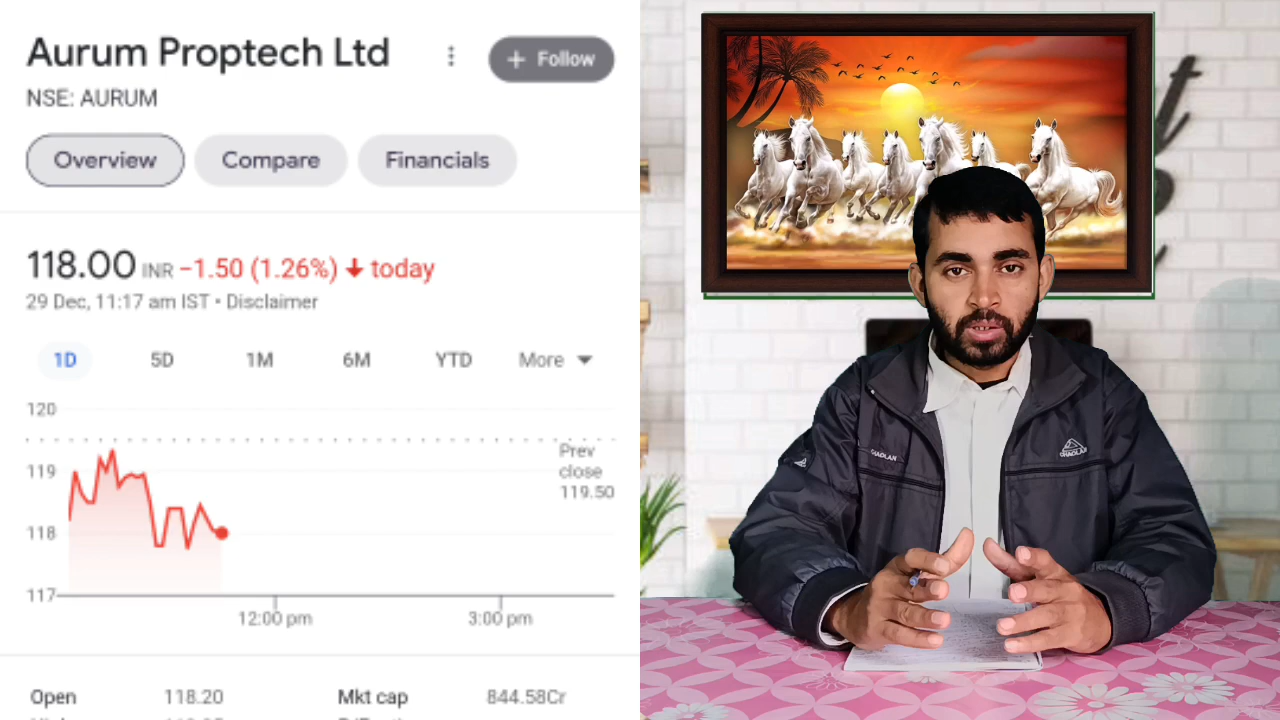 Aurum Proptech Ltd
+ Follow
NSE: AURUM
Overview Compare Financials
118.00 INR −1.50 (1.26%) ↓ today
29 Dec, 11:17 am IST • Disclaimer
1D 5D 1M 6M YTD More
120
119
118
117
Prev
close
119.50
12:00 pm 3:00 pm
Open 118.20 Mkt cap 844.58Cr
CHAOLAN